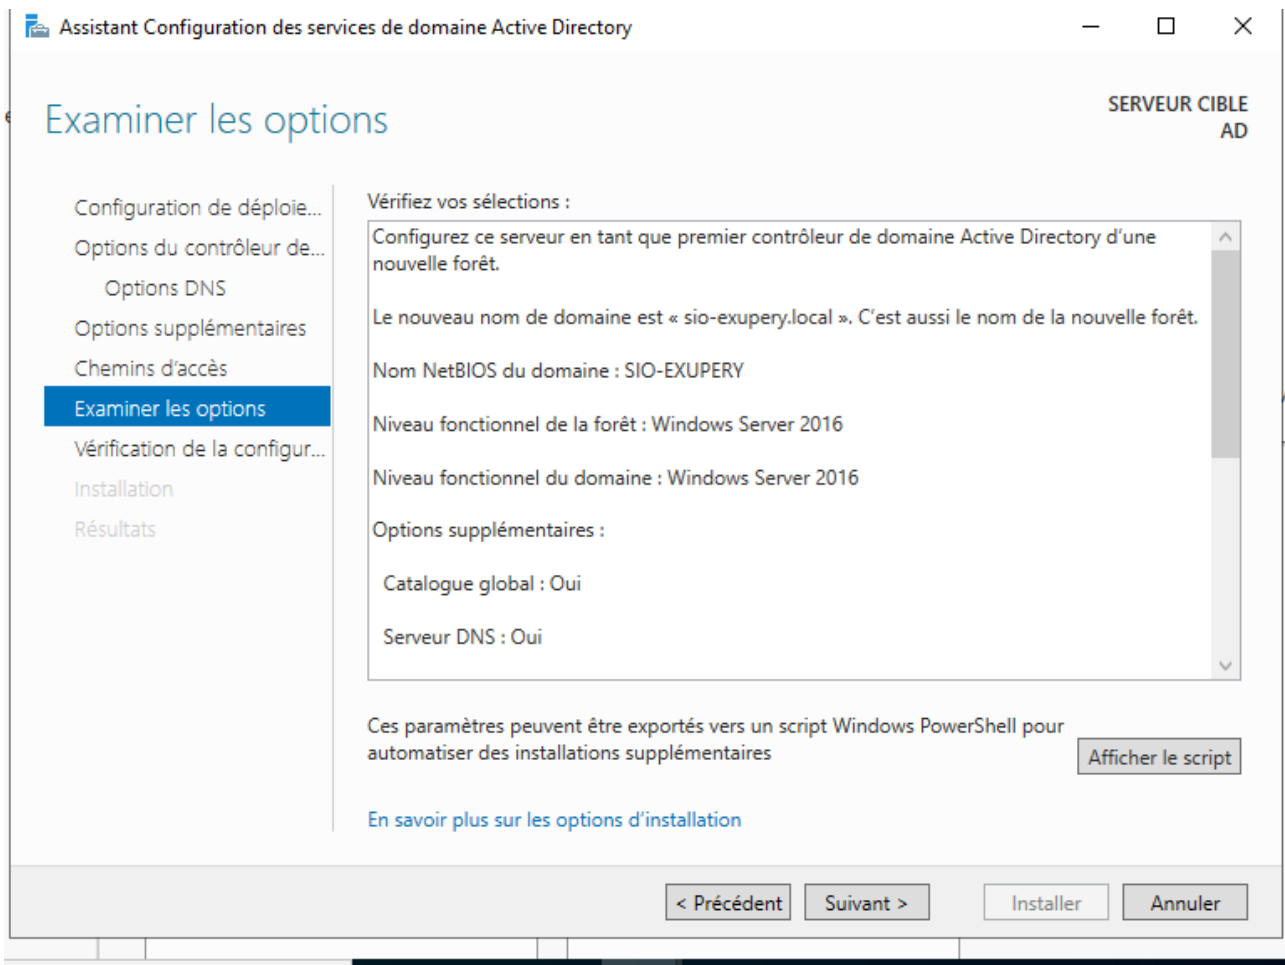 Assistant Configuration des services de domaine Active Directory
Examiner les options
SERVEUR CIBLE
AD
Configuration de déploie...
Options du contrôleur de...
Options DNS
Options supplémentaires
Chemins d'accès
Examiner les options
Vérification de la configur...
Installation
Résultats
Vérifiez vos sélections :
Configurez ce serveur en tant que premier contrôleur de domaine Active Directory d'une
nouvelle forêt.
Le nouveau nom de domaine est « sio-exupery.local ». C'est aussi le nom de la nouvelle forêt.
Nom NetBIOS du domaine : SIO-EXUPERY
Niveau fonctionnel de la forêt : Windows Server 2016
Niveau fonctionnel du domaine : Windows Server 2016
Options supplémentaires :
Catalogue global : Oui
Serveur DNS : Oui
Ces paramètres peuvent être exportés vers un script Windows PowerShell pour
automatiser des installations supplémentaires
Afficher le script
En savoir plus sur les options d'installation
< Précédent
Suivant >
Installer
Annuler